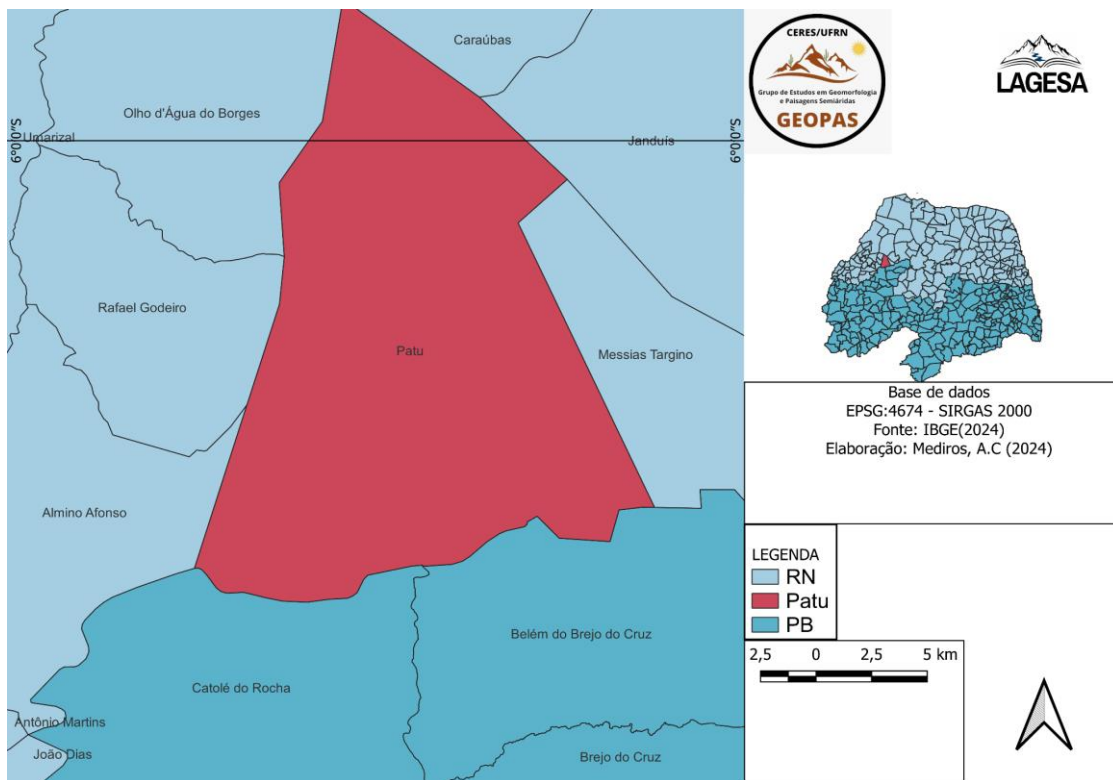 Caraúbas
Olho d'Água do Borges
Umarizal
6°0,0"S
6°0,0"S
Janduís
Rafael Godeiro
Patu
Messias Targino
Almino Afonso
Belém do Brejo do Cruz
Catolé do Rocha
Antônio Martins
João Dias
Brejo do Cruz
CERES/UFRN
Grupo de Estudos em Geomorfologia
e Paisagens Semiáridas
GEOPAS
LAGESA
Base de dados
EPSG:4674 - SIRGAS 2000
Fonte: IBGE(2024)
Elaboração: Mediros, A.C (2024)
LEGENDA
RN
Patu
PB
2,5 0 2,5 5 km